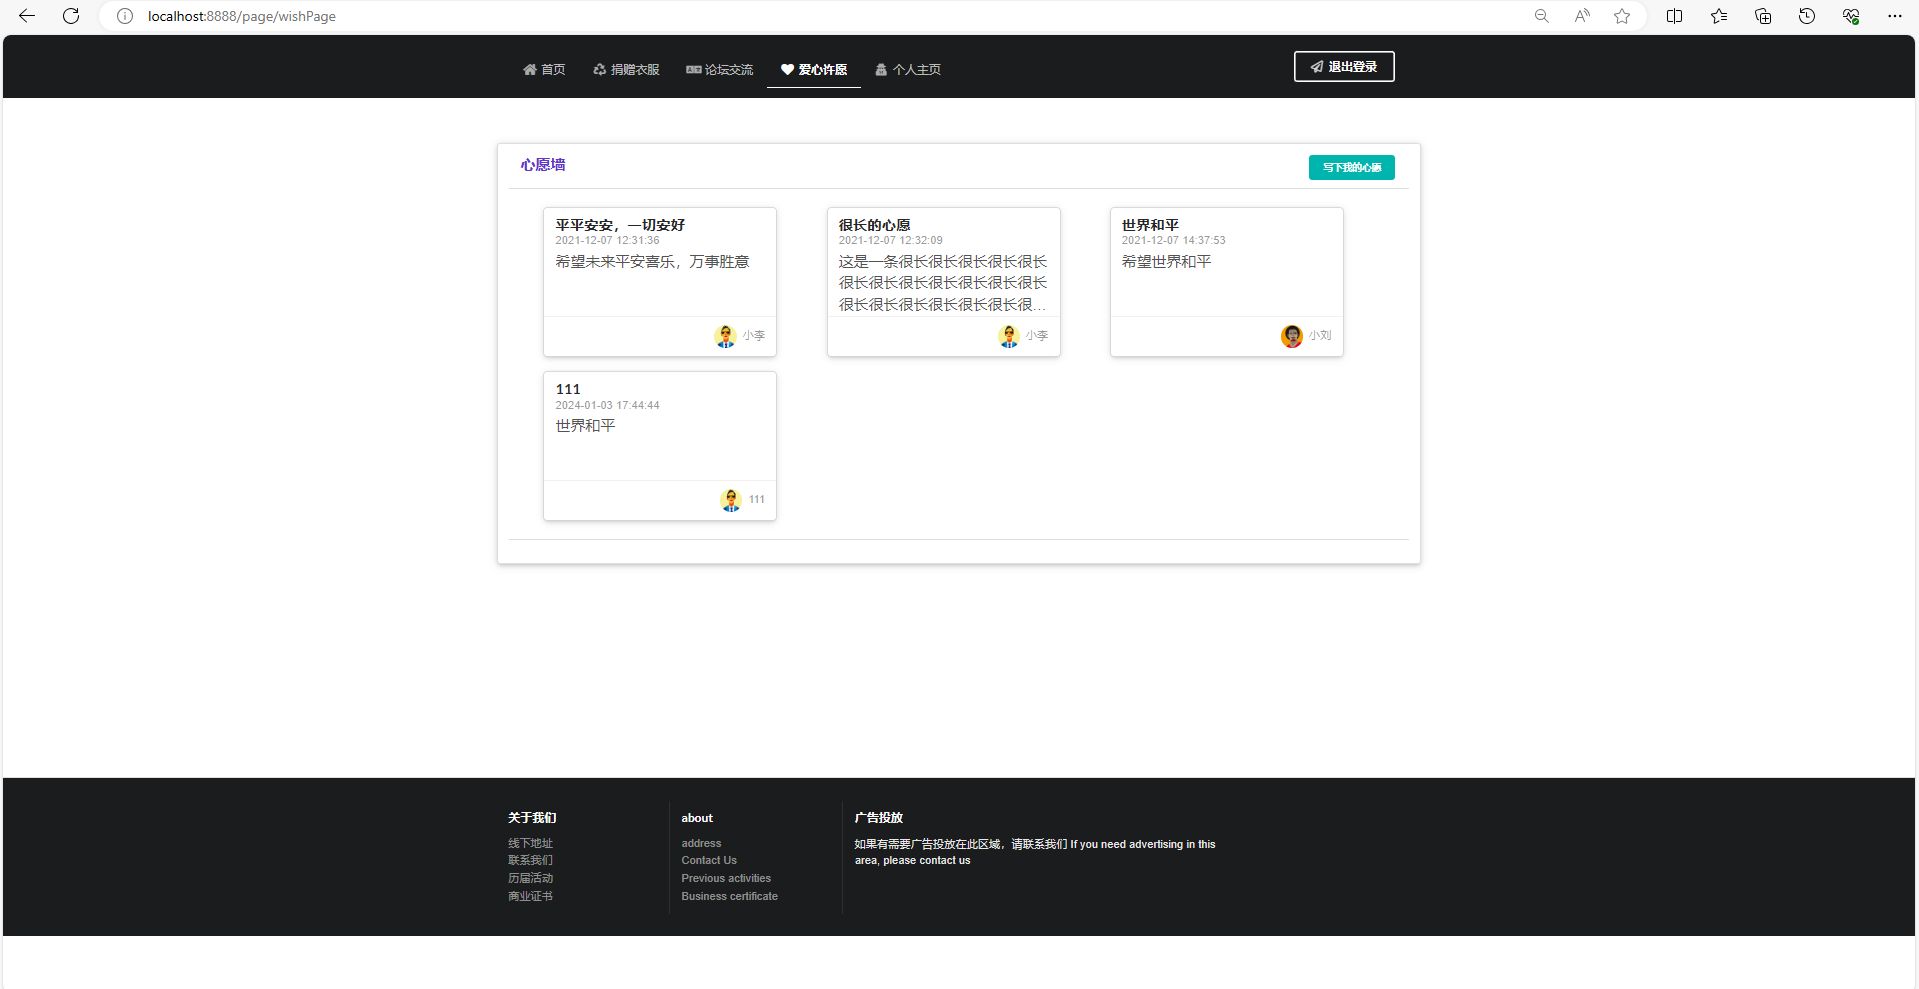 localhost:8888/page/wishPage
首页 捐赠衣服 论坛交流 爱心许愿 个人主页 退出登录
心愿墙 写下我的心愿
平平安安，一切安好
2021-12-07 12:31:36
希望未来平安喜乐，万事胜意
小李
很长的心愿
2021-12-07 12:32:09
这是一条很长很长很长很长很长
很长很长很长很长很长很长很长
很长很长很长很长很长很长很...
小李
世界和平
2021-12-07 14:37:53
希望世界和平
小刘
111
2024-01-03 17:44:44
世界和平
111
关于我们
线下地址
联系我们
历届活动
商业证书
about
address
Contact Us
Previous activities
Business certificate
广告投放
如果有需要广告投放在此区域，请联系我们 If you need advertising in this
area, please contact us